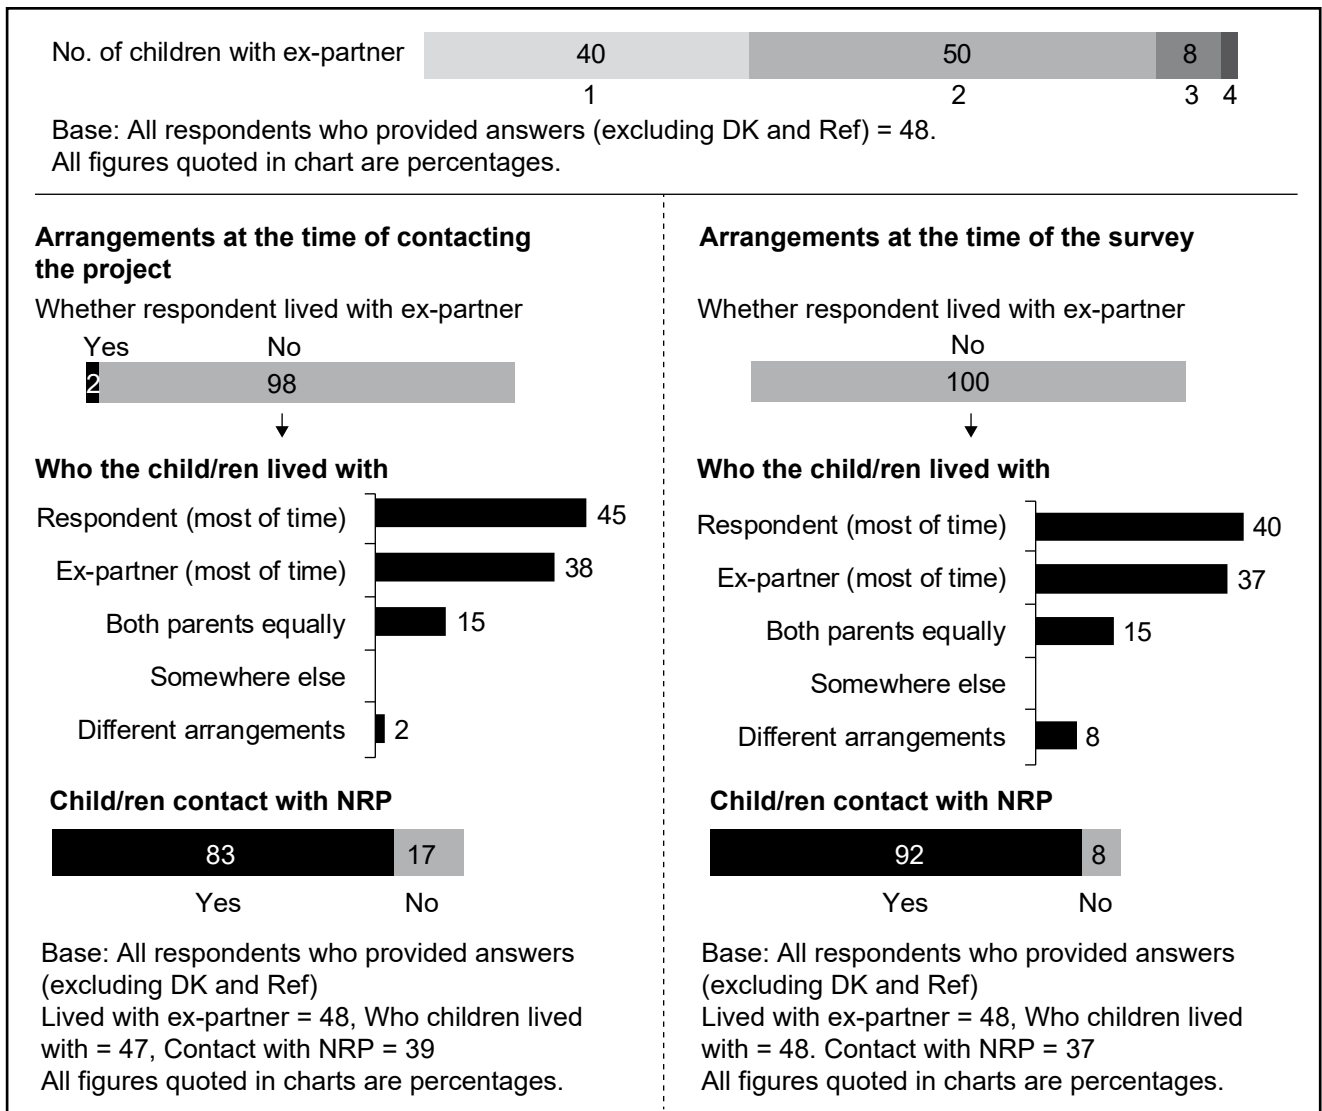 No. of children with ex-partner
40 50 8
1 2 3 4
Base: All respondents who provided answers (excluding DK and Ref) = 48.
All figures quoted in chart are percentages.
Arrangements at the time of contacting
the project
Whether respondent lived with ex-partner
Yes No
2 98
Who the child/ren lived with
Respondent (most of time) 45
Ex-partner (most of time) 38
Both parents equally 15
Somewhere else
Different arrangements 2
Child/ren contact with NRP
83 17
Yes No
Base: All respondents who provided answers
(excluding DK and Ref)
Lived with ex-partner = 48, Who children lived
with = 47, Contact with NRP = 39
All figures quoted in charts are percentages.
Arrangements at the time of the survey
Whether respondent lived with ex-partner
No
100
Who the child/ren lived with
Respondent (most of time) 40
Ex-partner (most of time) 37
Both parents equally 15
Somewhere else
Different arrangements 8
Child/ren contact with NRP
92 8
Yes No
Base: All respondents who provided answers
(excluding DK and Ref)
Lived with ex-partner = 48, Who children lived
with = 48. Contact with NRP = 37
All figures quoted in charts are percentages.